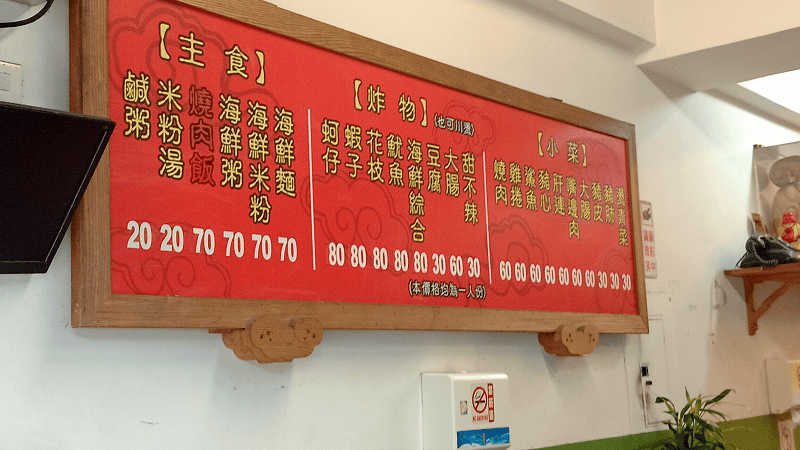 【主食】
鹹粥
米粉湯
燒肉飯
海鮮粥
海鮮米粉
海鮮麵
20 20 70 70 70 70
【炸物】(也可川燙)
蚵仔
蝦子
花枝
魷魚
海鮮綜合
豆腐
大腸
甜不辣
80 80 80 80 80 30 60 30
(本價格均為一人份)
【小菜】
燒肉
雞捲
鯊魚
豬心
肝連
嘴邊肉
大腸
豬皮
豬肺
燙青菜
60 60 60 60 60 60 60 30 30 30
NO SMOKING